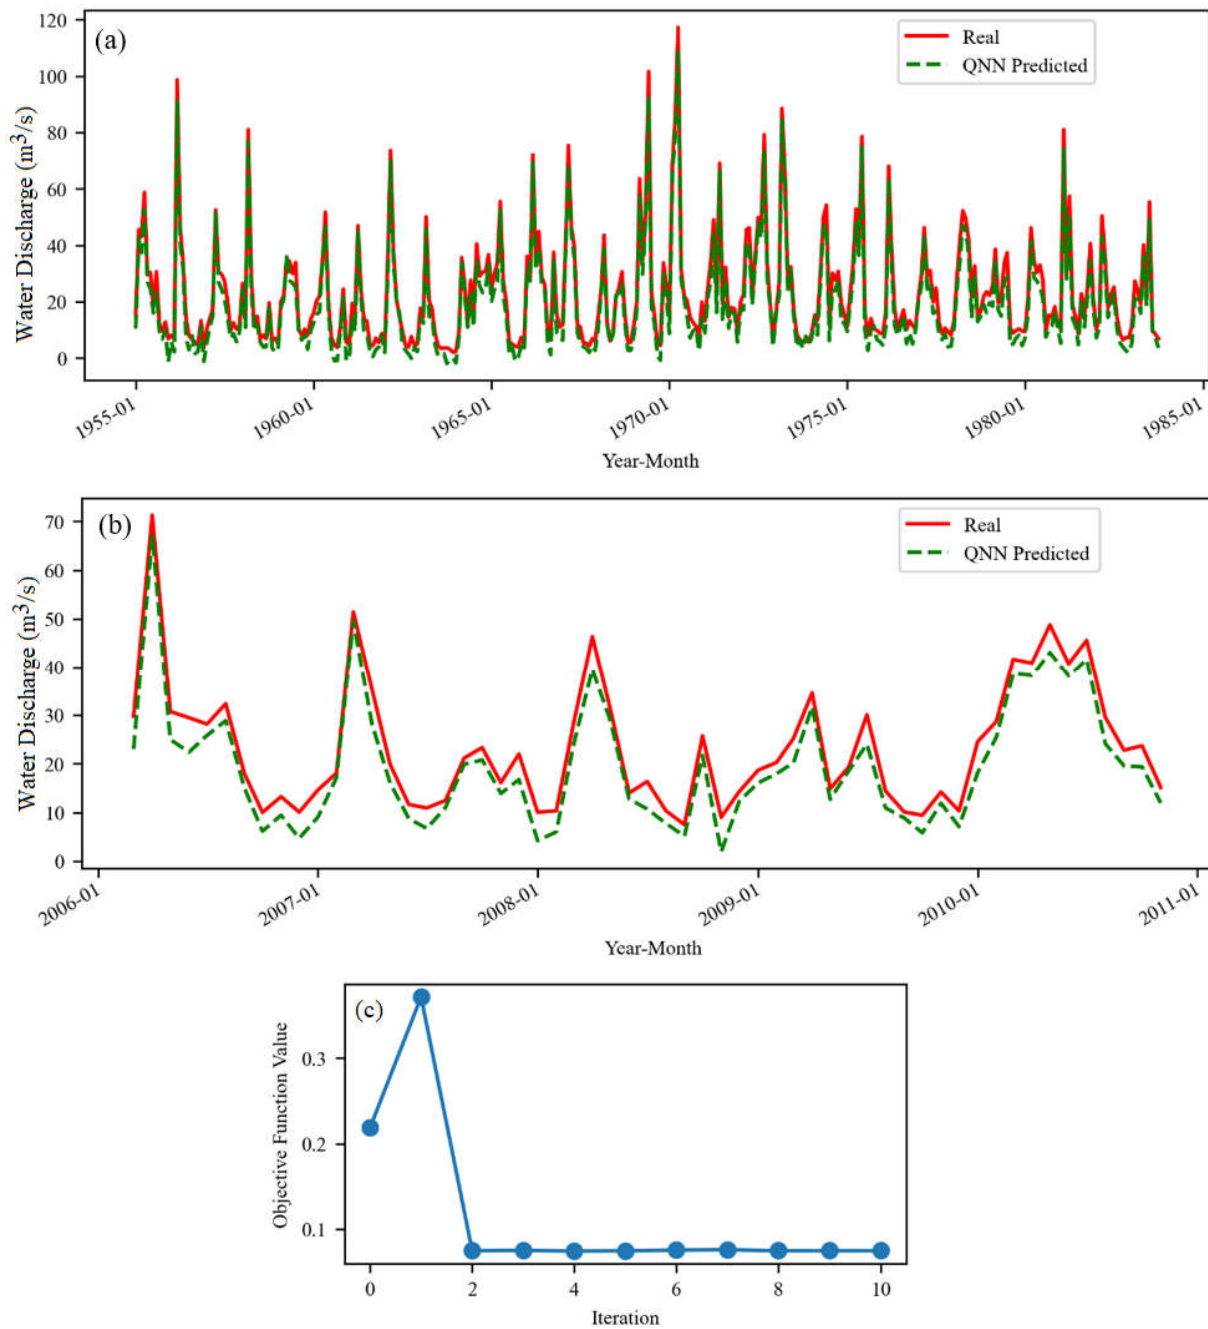 (a)
Real
QNN Predicted
120
100
80
60
40
20
0
Water Discharge (m³/s)
1955-01
1960-01
1965-01
1970-01
1975-01
1980-01
1985-01
Year-Month
(b)
Real
QNN Predicted
70
60
50
40
30
20
10
0
Water Discharge (m³/s)
2006-01
2007-01
2008-01
2009-01
2010-01
2011-01
Year-Month
(c)
0.3
0.2
0.1
Objective Function Value
0 2 4 6 8 10
Iteration